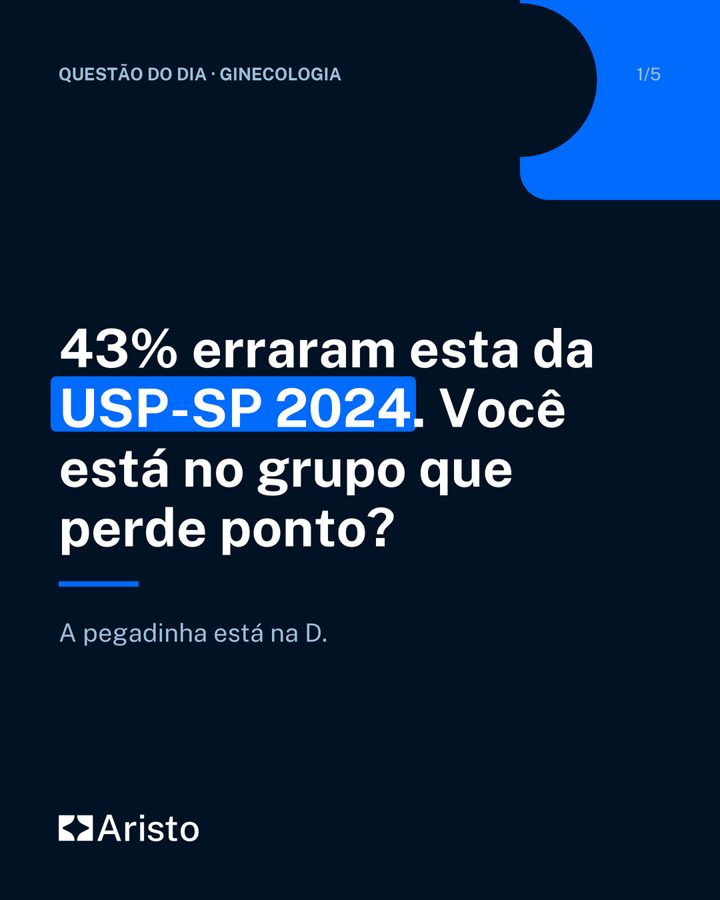 QUESTÃO DO DIA · GINECOLOGIA
1/5
43% erraram esta da
USP-SP 2024. Você
está no grupo que
perde ponto?
A pegadinha está na D.
Aristo